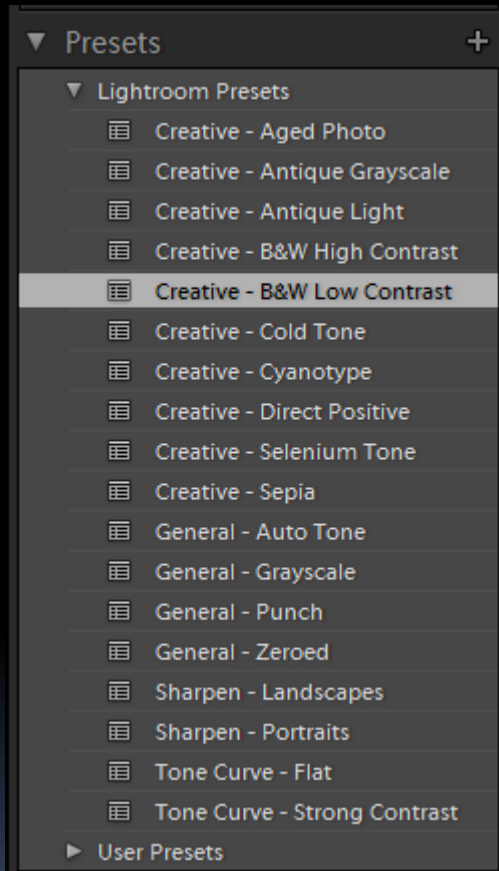 Presets
Lightroom Presets
Creative - Aged Photo
Creative - Antique Grayscale
Creative - Antique Light
Creative - B&W High Contrast
Creative - B&W Low Contrast
Creative - Cold Tone
Creative - Cyanotype
Creative - Direct Positive
Creative - Selenium Tone
Creative - Sepia
General - Auto Tone
General - Grayscale
General - Punch
General - Zeroed
Sharpen - Landscapes
Sharpen - Portraits
Tone Curve - Flat
Tone Curve - Strong Contrast
User Presets